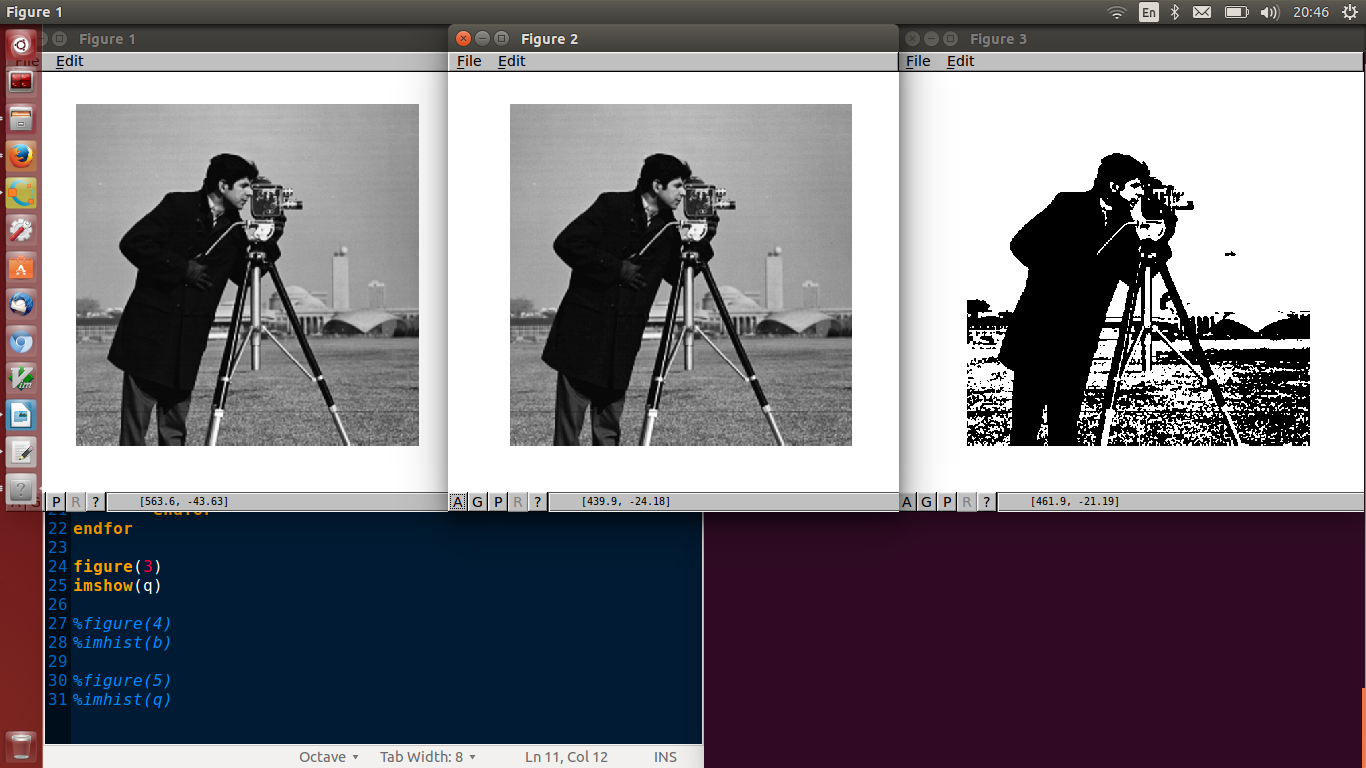 Figure 1
En
20:46
Figure 1
Figure 2
Figure 3
File Edit
File Edit
File Edit
P R ? [563.6, -43.63]
A G P R ? [439.9, -24.18]
A G P R ? [461.9, -21.19]
21 endfor
22 endfor
23
24 figure(3)
25 imshow(q)
26
27 %figure(4)
28 %imhist(b)
29
30 %figure(5)
31 %imhist(q)
Octave Tab Width: 8 Ln 11, Col 12 INS